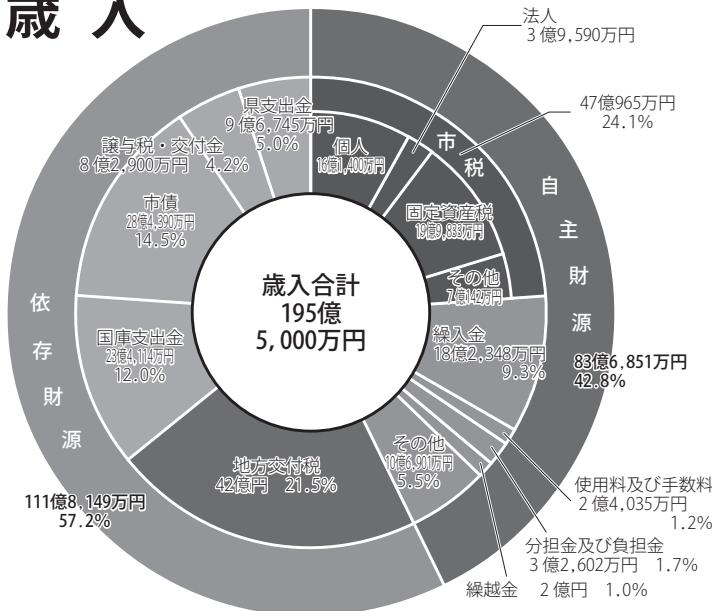 歳入
法人
3億9,590万円
47億965万円
24.1%
市税
個人
16億1,400万円
固定資産税
19億9,833万円
その他
7億142万円
自主財源
83億6,851万円
42.8%
繰入金
18億2,348万円
9.3%
使用料及び手数料
2億4,035万円
1.2%
分担金及び負担金
3億2,602万円 1.7%
繰越金 2億円 1.0%
その他
10億6,901万円
5.5%
地方交付税
42億円 21.5%
国庫支出金
23億4,114万円
12.0%
市債
28億4,390万円
14.5%
譲与税・交付金
8億2,900万円 4.2%
県支出金
9億6,745万円
5.0%
依存財源
111億8,149万円
57.2%
歳入合計
195億
5,000万円